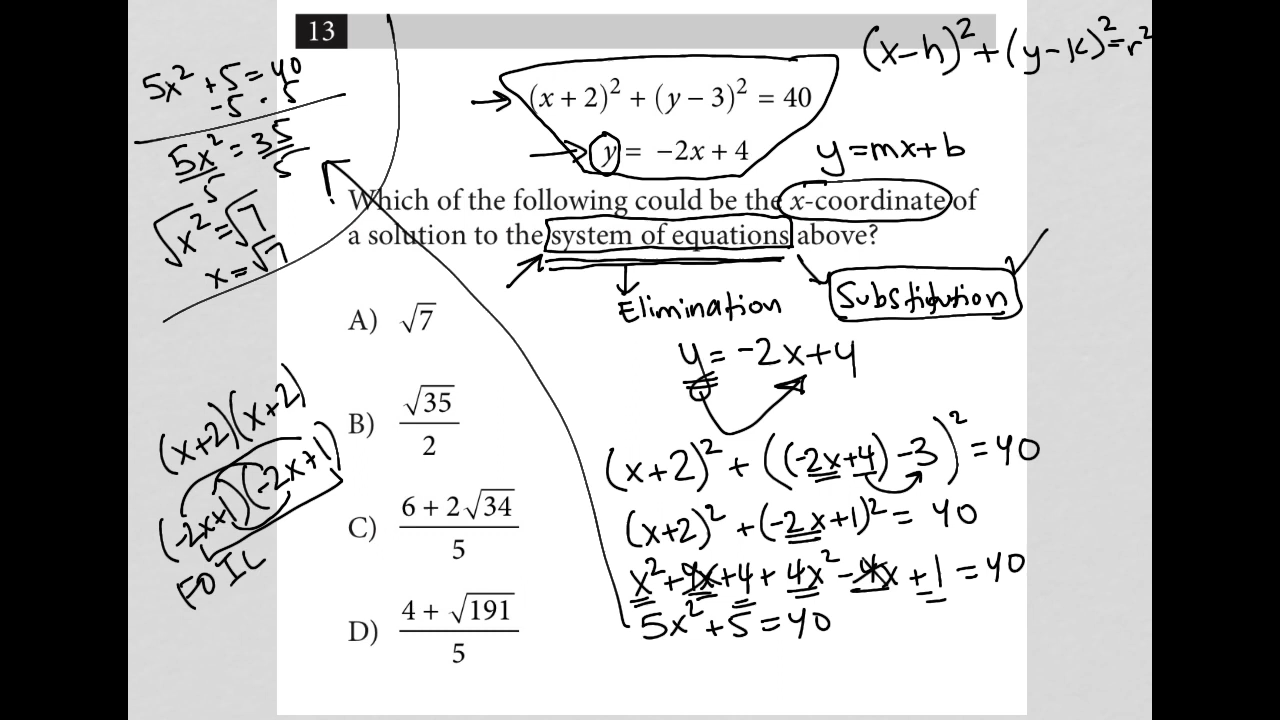 13
(x + 2)² + (y − 3)² = 40
y = −2x + 4
Which of the following could be the x-coordinate of
a solution to the system of equations above?
A) √7
B) √35/2
C) (6 + 2√34)/5
D) (4 + √191)/5
(x-h)² + (y-k)² = r²
y = mx + b
Elimination
Substitution
y = -2x + 4
(x+2)² + ((-2x+4) - 3)² = 40
(x+2)² + (-2x+1)² = 40
x² + 4x + 4 + 4x² - 4x + 1 = 40
5x² + 5 = 40
5x² + 5 = 40
-5 - 5
5x² = 35
5 5
√x² = √7
x = √7
(x+2)(x+2)
(-2x+1)(-2x+1)
FOIL